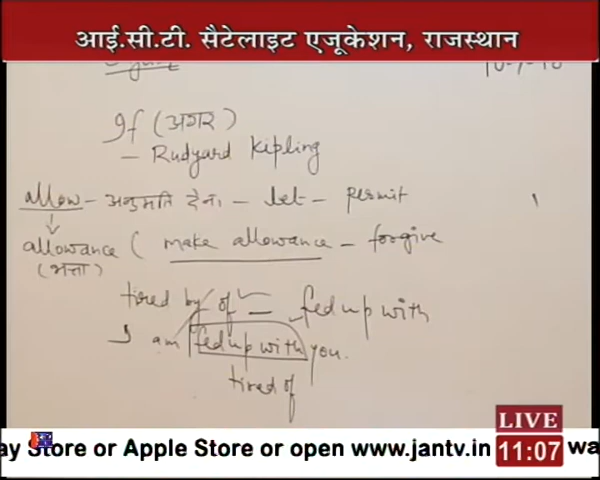 आई.सी.टी. सैटेलाइट एजूकेशन, राजस्थान
If (अगर)
- Rudyard Kipling
allow - अनुमति देना - let - permit
allowance ( make allowance - forgive
(भत्ता)
tired by of = fed up with
I am fed up with you.
tired of
LIVE
11:07
ay Store or Apple Store or open www.jantv.in wa